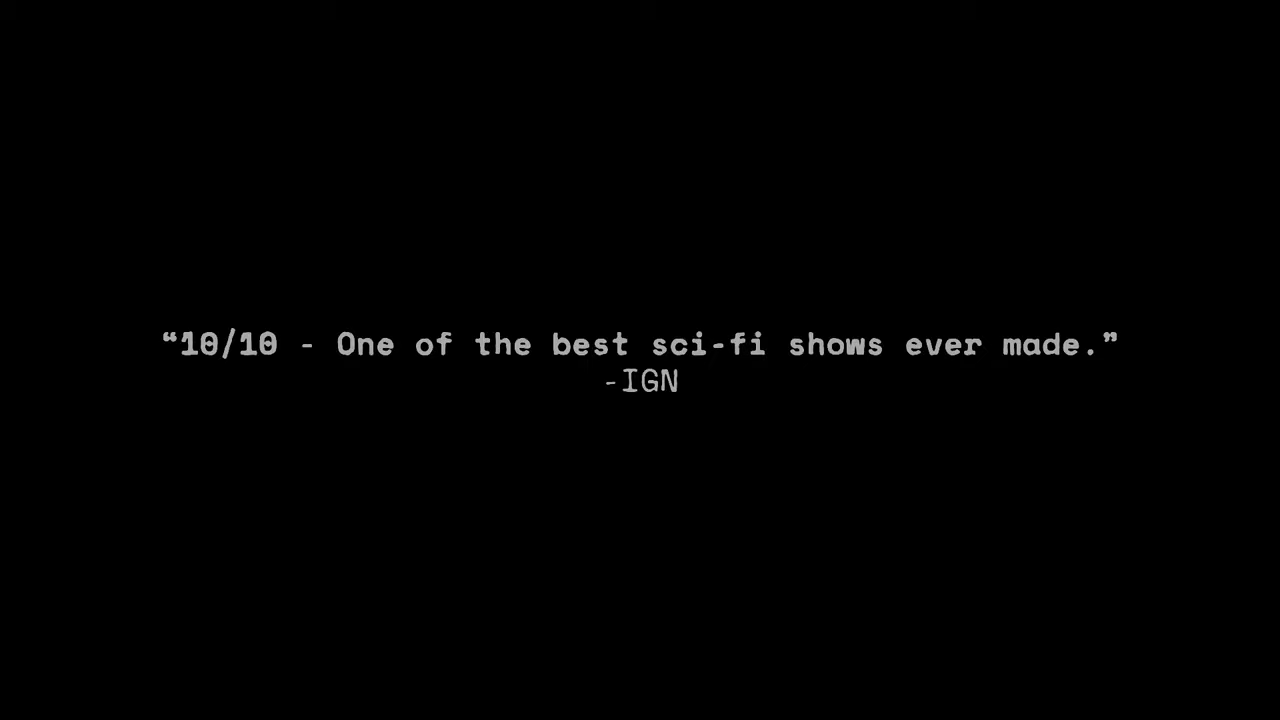 “10/10 - One of the best sci-fi shows ever made.”
-IGN